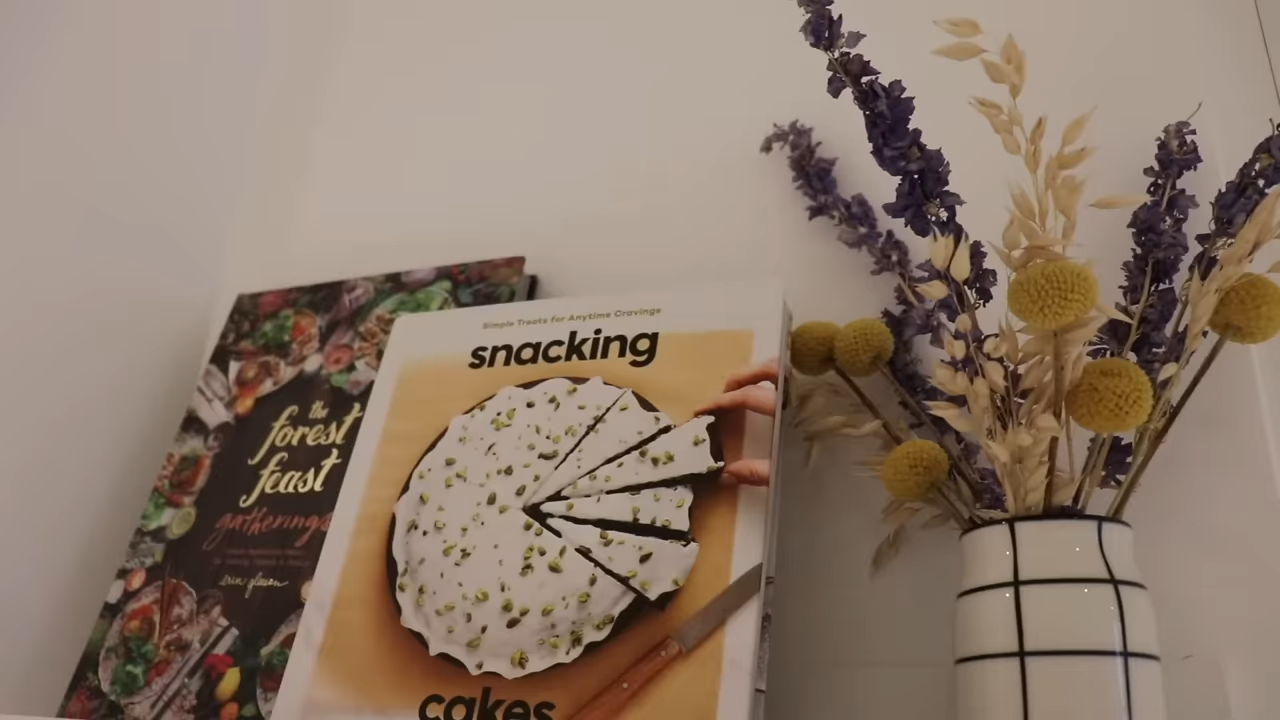 the
forest
feast
gatherings
erin gleeson
Simple Treats for Anytime Cravings
snacking
cakes